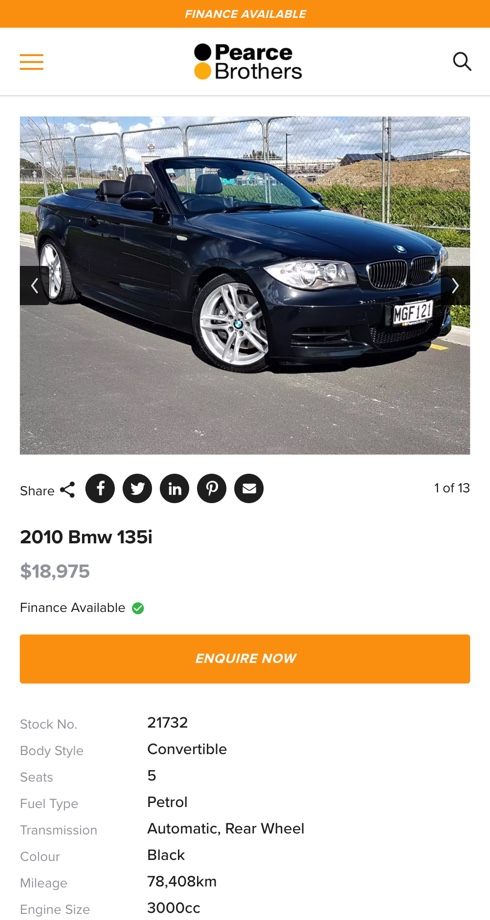 FINANCE AVAILABLE
Pearce
Brothers
MGF121
Share
1 of 13
2010 Bmw 135i
$18,975
Finance Available
ENQUIRE NOW
Stock No. 21732
Body Style Convertible
Seats 5
Fuel Type Petrol
Transmission Automatic, Rear Wheel
Colour Black
Mileage 78,408km
Engine Size 3000cc